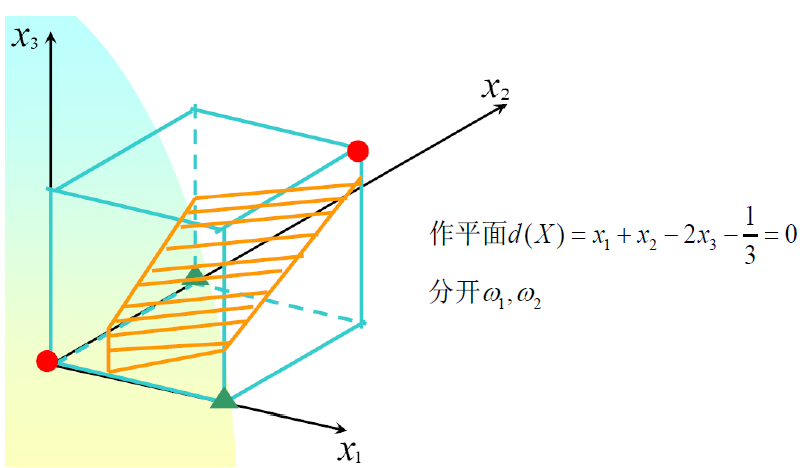 x₃
x₂
作平面d(X) = x₁ + x₂ − 2x₃ − 1/3 = 0
分开ω₁,ω₂
x₁